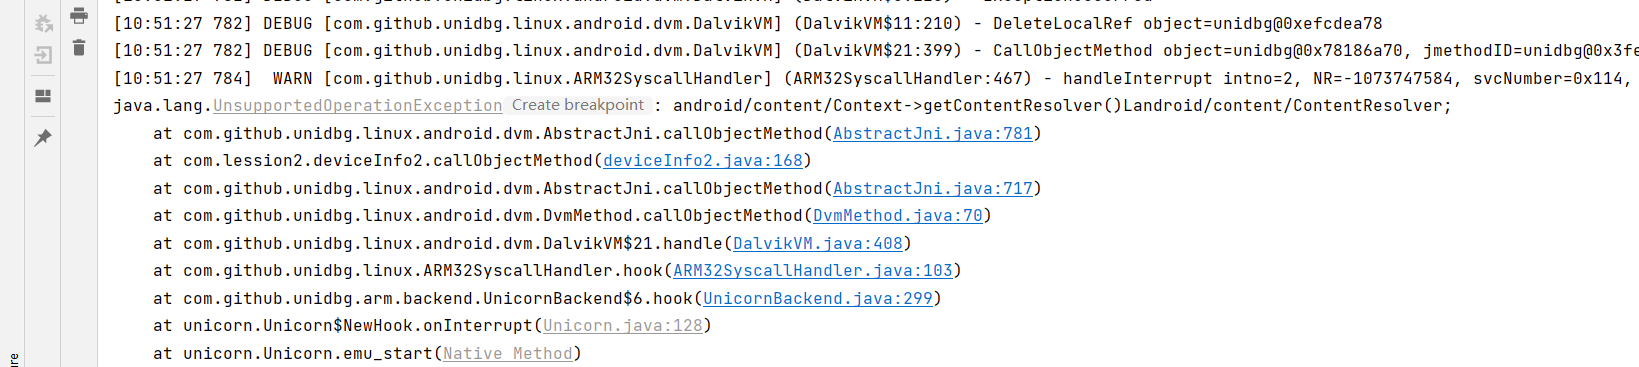 [10:51:27 782] DEBUG [com.github.unidbg.linux.android.dvm.DalvikVM] (DalvikVM$11:210) - DeleteLocalRef object=unidbg@0xefcdea78
[10:51:27 782] DEBUG [com.github.unidbg.linux.android.dvm.DalvikVM] (DalvikVM$21:399) - CallObjectMethod object=unidbg@0x78186a70, jmethodID=unidbg@0x3fe
[10:51:27 784]  WARN [com.github.unidbg.linux.ARM32SyscallHandler] (ARM32SyscallHandler:467) - handleInterrupt intno=2, NR=-1073747584, svcNumber=0x114,
java.lang.UnsupportedOperationException Create breakpoint : android/content/Context->getContentResolver()Landroid/content/ContentResolver;
at com.github.unidbg.linux.android.dvm.AbstractJni.callObjectMethod(AbstractJni.java:781)
at com.lession2.deviceInfo2.callObjectMethod(deviceInfo2.java:168)
at com.github.unidbg.linux.android.dvm.AbstractJni.callObjectMethod(AbstractJni.java:717)
at com.github.unidbg.linux.android.dvm.DvmMethod.callObjectMethod(DvmMethod.java:70)
at com.github.unidbg.linux.android.dvm.DalvikVM$21.handle(DalvikVM.java:408)
at com.github.unidbg.linux.ARM32SyscallHandler.hook(ARM32SyscallHandler.java:103)
at com.github.unidbg.arm.backend.UnicornBackend$6.hook(UnicornBackend.java:299)
at unicorn.Unicorn$NewHook.onInterrupt(Unicorn.java:128)
at unicorn.Unicorn.emu_start(Native Method)